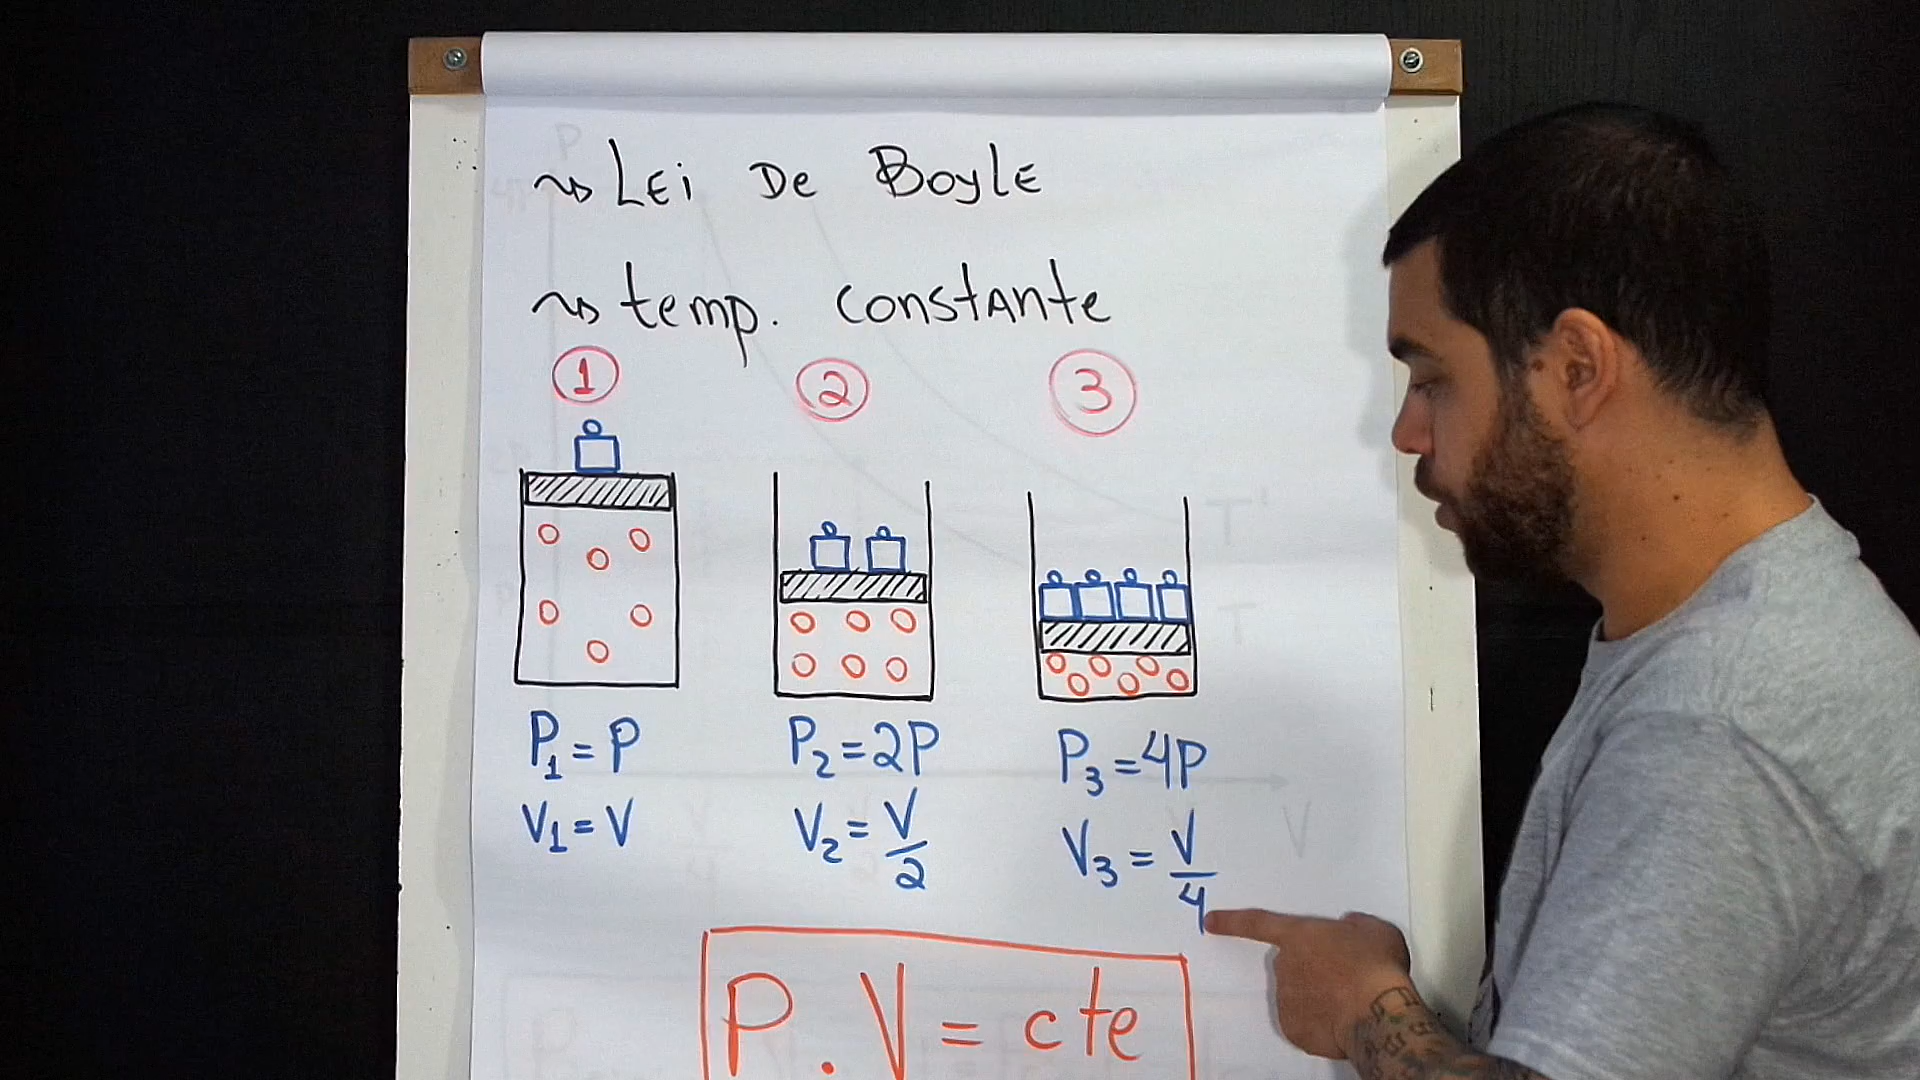 Lei De Boyle
temp. constante
1 2 3
P₁ = P P₂ = 2P P₃ = 4P
V₁ = V V₂ = V/2 V₃ = V/4
P . V = cte